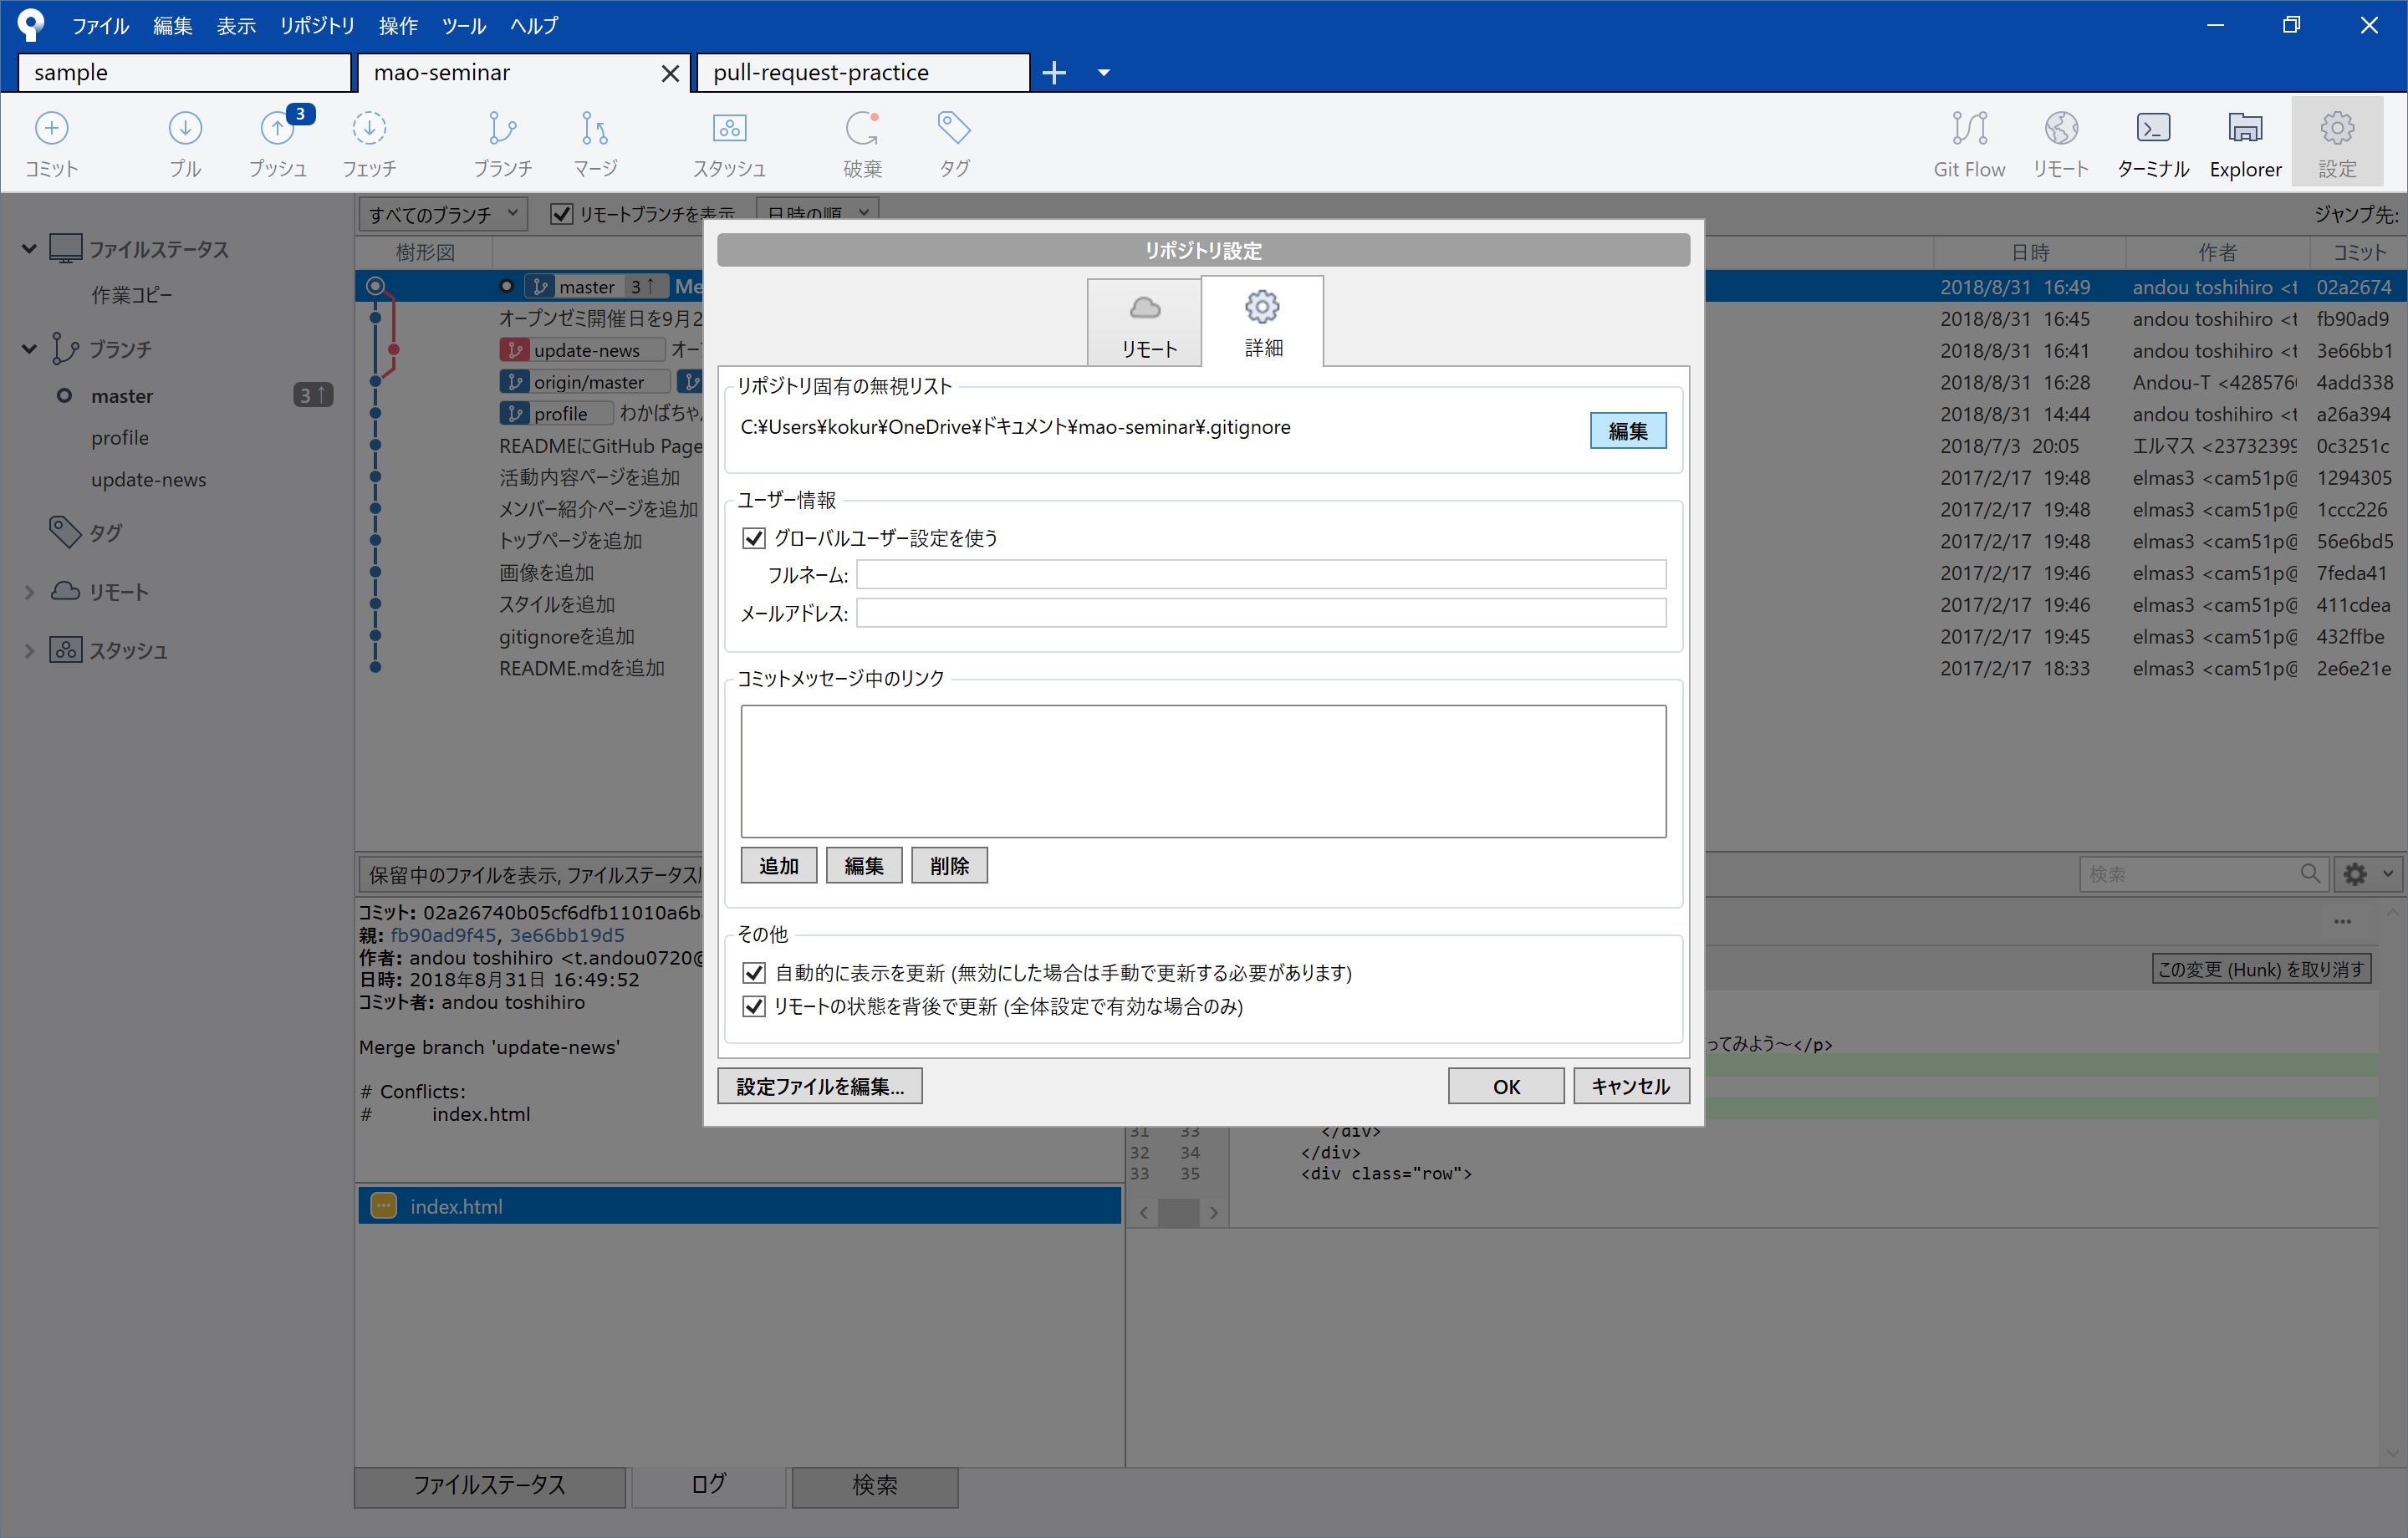 ファイル 編集 表示 リポジトリ 操作 ツール ヘルプ
sample mao-seminar pull-request-practice
3
コミット プル プッシュ フェッチ ブランチ マージ スタッシュ 破棄 タグ Git Flow リモート ターミナル Explorer 設定
すべてのブランチ リモートブランチを表示 日時の順 ジャンプ先:
樹形図 日時 作者 コミット
ファイルステータス
作業コピー
ブランチ
master 3↑
profile
update-news
タグ
リモート
スタッシュ
master 3↑ Me 2018/8/31 16:49 andou toshihiro <t 02a2674
オープンゼミ開催日を9月2 2018/8/31 16:45 andou toshihiro <t fb90ad9
update-news オー 2018/8/31 16:41 andou toshihiro <t 3e66bb1
origin/master 2018/8/31 16:28 Andou-T <428576 4add338
profile わかばちゃ 2018/8/31 14:44 andou toshihiro <t a26a394
READMEにGitHub Page 2018/7/3 20:05 エルマス <23732399 0c3251c
活動内容ページを追加 2017/2/17 19:48 elmas3 <cam51p@ 1294305
メンバー紹介ページを追加 2017/2/17 19:48 elmas3 <cam51p@ 1ccc226
トップページを追加 2017/2/17 19:48 elmas3 <cam51p@ 56e6bd5
画像を追加 2017/2/17 19:46 elmas3 <cam51p@ 7feda41
スタイルを追加 2017/2/17 19:46 elmas3 <cam51p@ 411cdea
gitignoreを追加 2017/2/17 19:45 elmas3 <cam51p@ 432ffbe
README.mdを追加 2017/2/17 18:33 elmas3 <cam51p@ 2e6e21e
リポジトリ設定
リモート 詳細
リポジトリ固有の無視リスト
C:¥Users¥kokur¥OneDrive¥ドキュメント¥mao-seminar¥.gitignore 編集
ユーザー情報
グローバルユーザー設定を使う
フルネーム:
メールアドレス:
コミットメッセージ中のリンク
追加 編集 削除
その他
自動的に表示を更新 (無効にした場合は手動で更新する必要があります)
リモートの状態を背後で更新 (全体設定で有効な場合のみ)
設定ファイルを編集... OK キャンセル
保留中のファイルを表示, ファイルステータス 検索
コミット: 02a26740b05cf6dfb11010a6b
親: fb90ad9f45, 3e66bb19d5
作者: andou toshihiro <t.andou0720@
日時: 2018年8月31日 16:49:52
コミット者: andou toshihiro
Merge branch 'update-news'
# Conflicts:
# index.html
この変更 (Hunk) を取り消す
ってみよう～</p>
31 33 </div>
32 34 </div>
33 35 <div class="row">
index.html
ファイルステータス ログ 検索